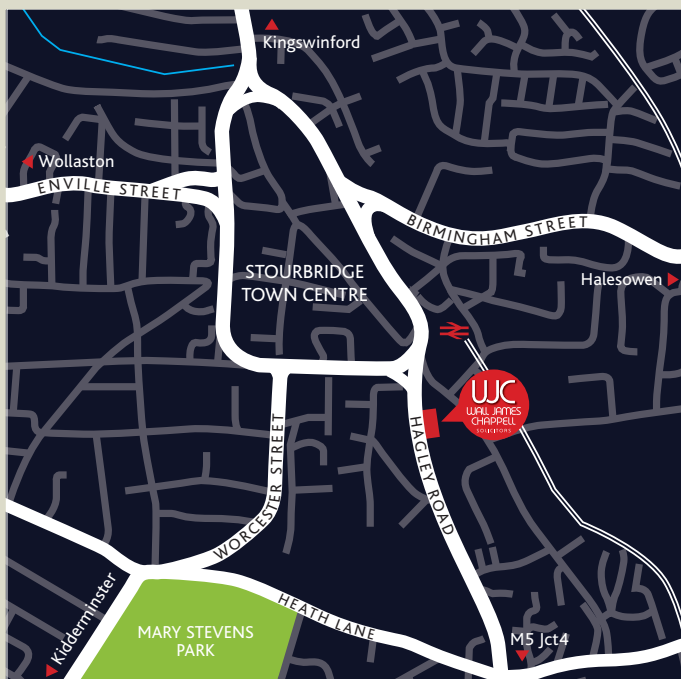 Kingswinford
Wollaston
ENVILLE STREET
BIRMINGHAM STREET
STOURBRIDGE
TOWN CENTRE
Halesowen
WJC
WALL JAMES
CHAPPELL
SOLICITORS
HAGLEY ROAD
WORCESTER STREET
Kidderminster
HEATH LANE
MARY STEVENS
PARK
M5 Jct4